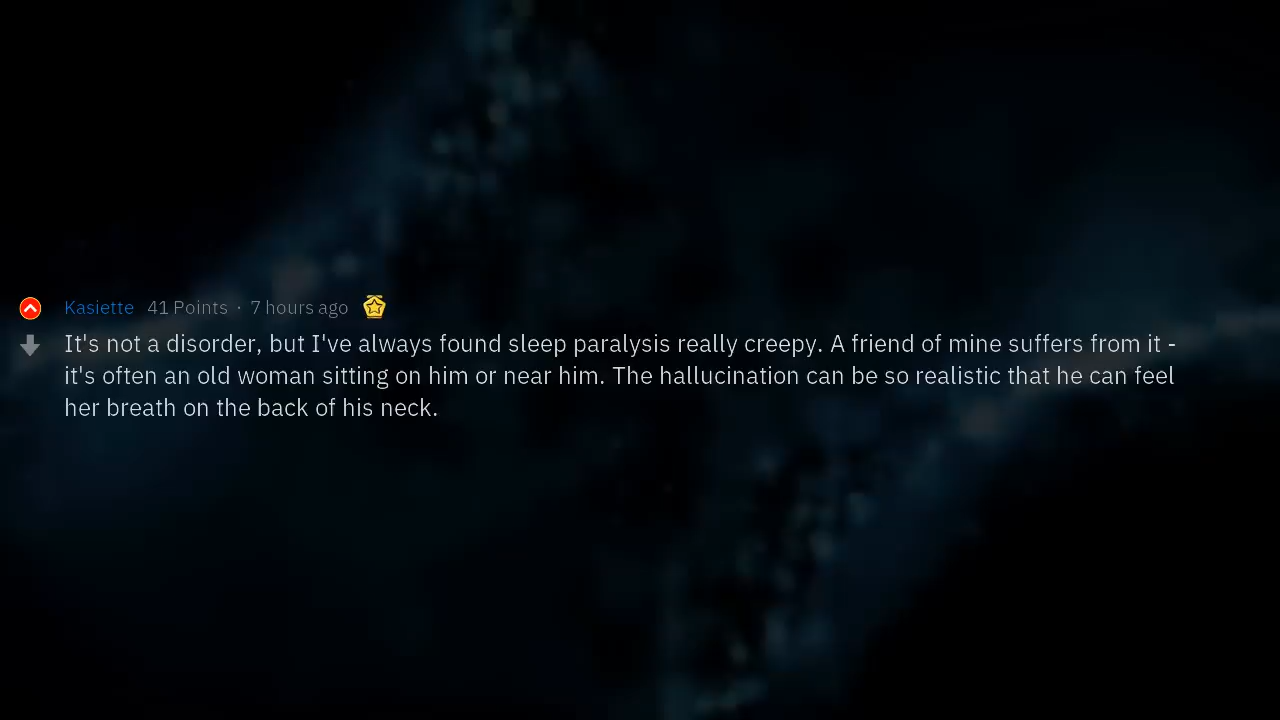 Kasiette 41 Points · 7 hours ago
It's not a disorder, but I've always found sleep paralysis really creepy. A friend of mine suffers from it -
it's often an old woman sitting on him or near him. The hallucination can be so realistic that he can feel
her breath on the back of his neck.